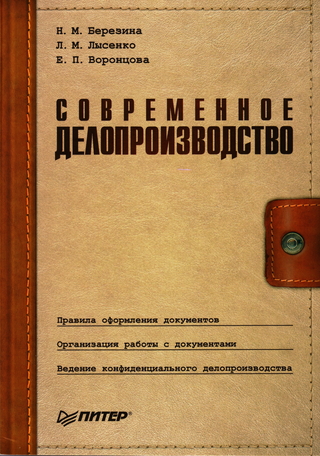 Н. М. Березина
Л. М. Лысенко
Е. П. Воронцова
СОВРЕМЕННОЕ
ДЕЛОПРОИЗВОДСТВО
Правила оформления документов
Организация работы с документами
Ведение конфиденциального делопроизводства
ПИТЕР®